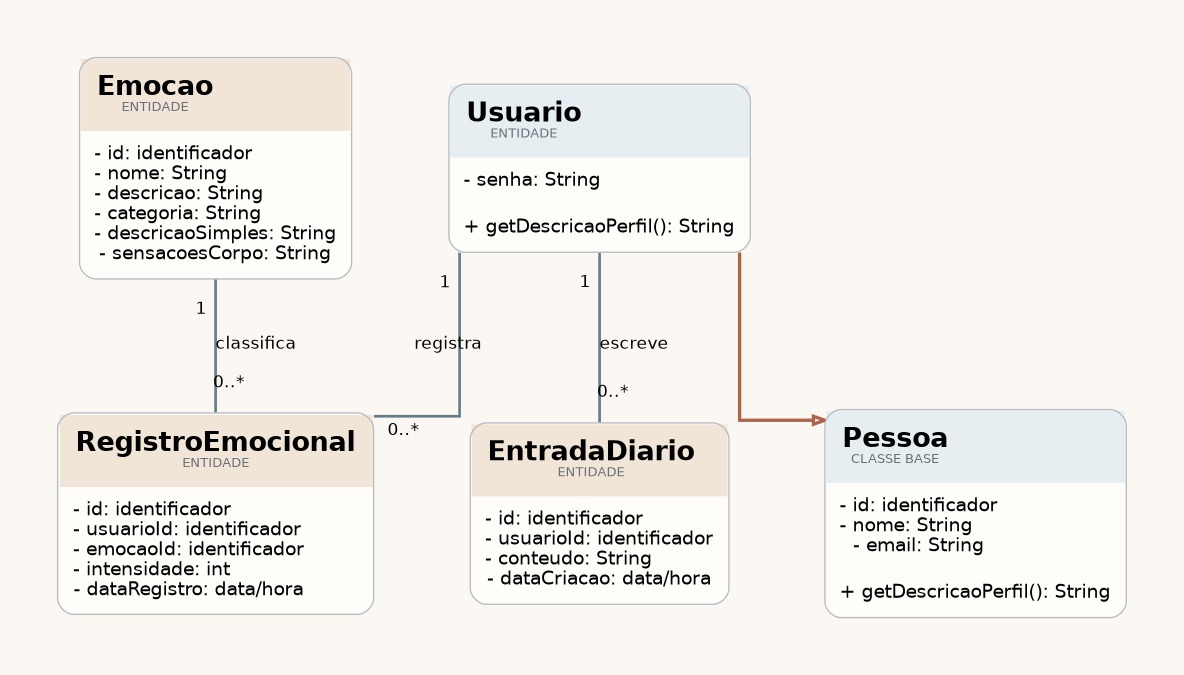 Emocao
ENTIDADE
- id: identificador
- nome: String
- descricao: String
- categoria: String
- descricaoSimples: String
- sensacoesCorpo: String
Usuario
ENTIDADE
- senha: String
+ getDescricaoPerfil(): String
1
classifica
0..*
1
registra
0..*
1
escreve
0..*
RegistroEmocional
ENTIDADE
- id: identificador
- usuarioId: identificador
- emocaoId: identificador
- intensidade: int
- dataRegistro: data/hora
EntradaDiario
ENTIDADE
- id: identificador
- usuarioId: identificador
- conteudo: String
- dataCriacao: data/hora
Pessoa
CLASSE BASE
- id: identificador
- nome: String
- email: String
+ getDescricaoPerfil(): String